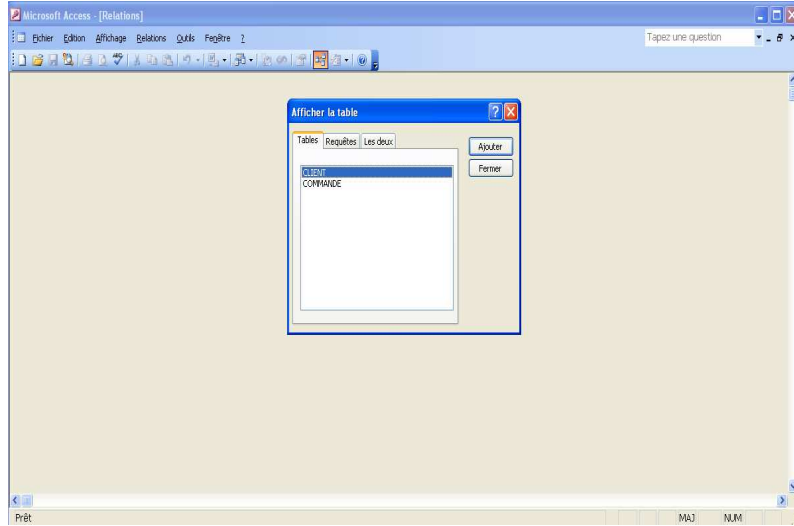 Microsoft Access - [Relations]
Fichier Edition Affichage Relations Outils Fenêtre ?
Tapez une question
Afficher la table
Tables Requêtes Les deux
Ajouter
Fermer
CLIENT
COMMANDE
Prêt
MAJ NUM